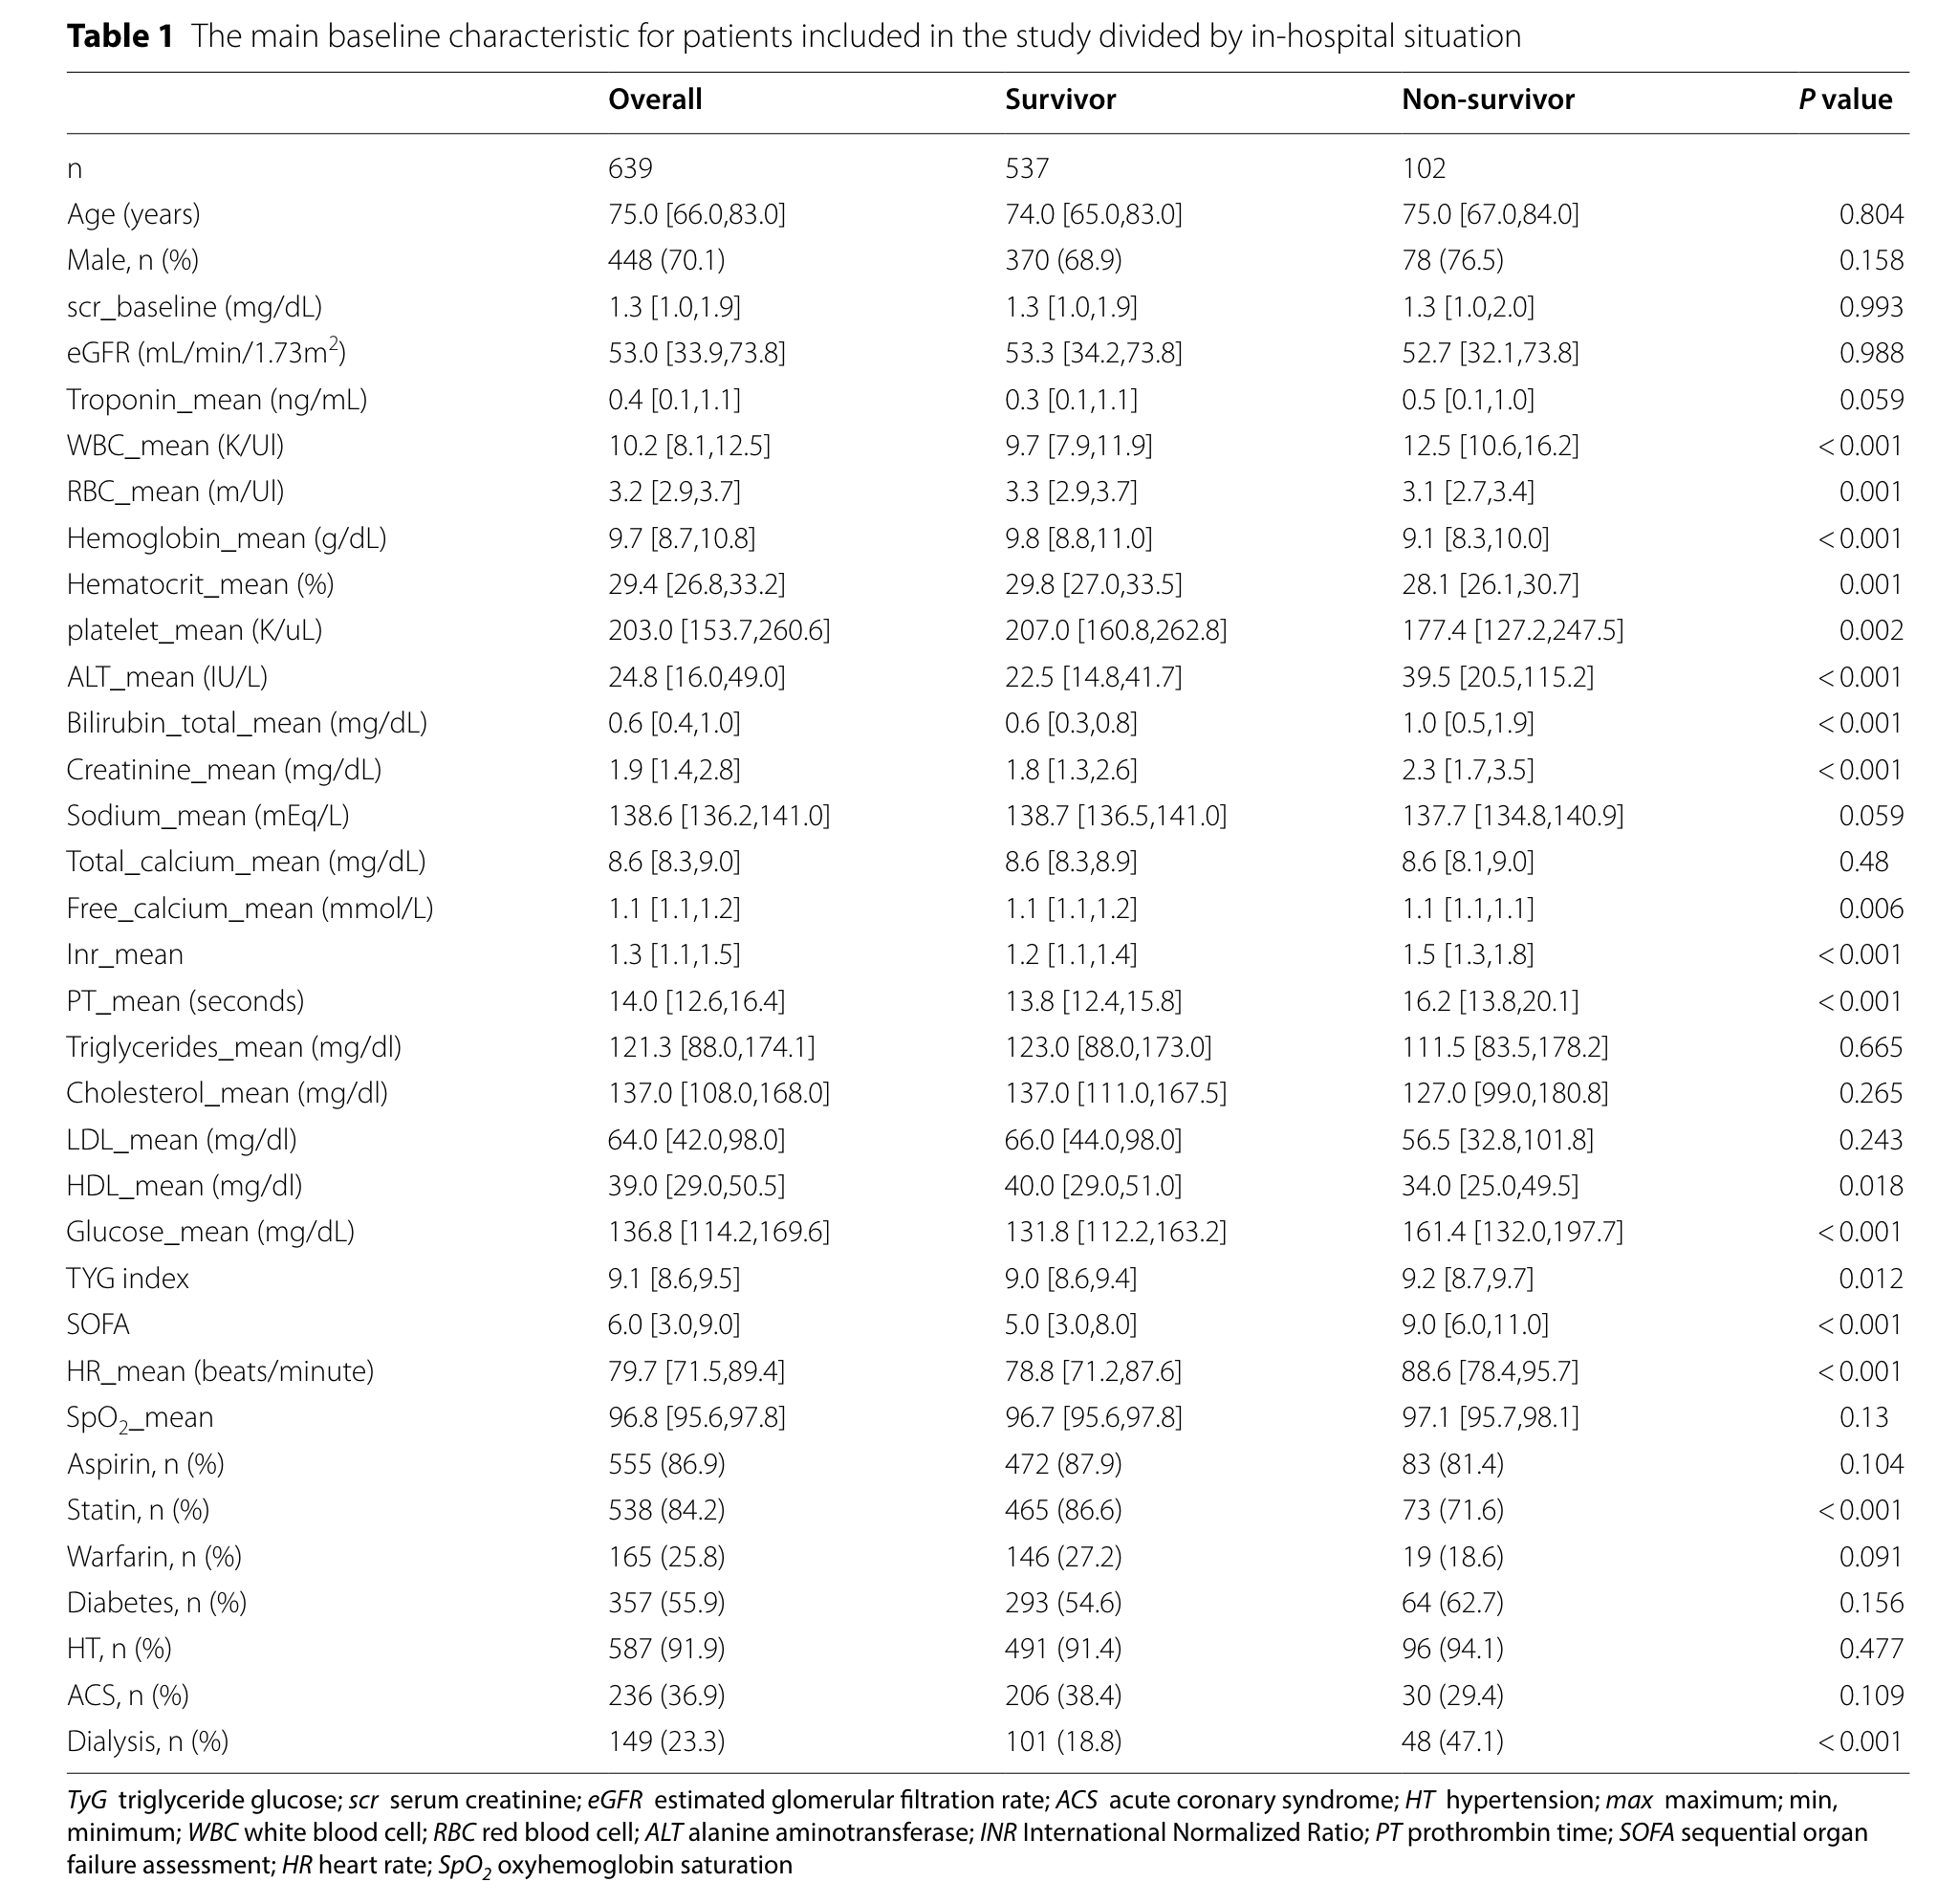 Table 1 The main baseline characteristic for patients included in the study divided by in-hospital situation
Overall Survivor Non-survivor P value
n 639 537 102
Age (years) 75.0 [66.0,83.0] 74.0 [65.0,83.0] 75.0 [67.0,84.0] 0.804
Male, n (%) 448 (70.1) 370 (68.9) 78 (76.5) 0.158
scr_baseline (mg/dL) 1.3 [1.0,1.9] 1.3 [1.0,1.9] 1.3 [1.0,2.0] 0.993
eGFR (mL/min/1.73m²) 53.0 [33.9,73.8] 53.3 [34.2,73.8] 52.7 [32.1,73.8] 0.988
Troponin_mean (ng/mL) 0.4 [0.1,1.1] 0.3 [0.1,1.1] 0.5 [0.1,1.0] 0.059
WBC_mean (K/Ul) 10.2 [8.1,12.5] 9.7 [7.9,11.9] 12.5 [10.6,16.2] < 0.001
RBC_mean (m/Ul) 3.2 [2.9,3.7] 3.3 [2.9,3.7] 3.1 [2.7,3.4] 0.001
Hemoglobin_mean (g/dL) 9.7 [8.7,10.8] 9.8 [8.8,11.0] 9.1 [8.3,10.0] < 0.001
Hematocrit_mean (%) 29.4 [26.8,33.2] 29.8 [27.0,33.5] 28.1 [26.1,30.7] 0.001
platelet_mean (K/uL) 203.0 [153.7,260.6] 207.0 [160.8,262.8] 177.4 [127.2,247.5] 0.002
ALT_mean (IU/L) 24.8 [16.0,49.0] 22.5 [14.8,41.7] 39.5 [20.5,115.2] < 0.001
Bilirubin_total_mean (mg/dL) 0.6 [0.4,1.0] 0.6 [0.3,0.8] 1.0 [0.5,1.9] < 0.001
Creatinine_mean (mg/dL) 1.9 [1.4,2.8] 1.8 [1.3,2.6] 2.3 [1.7,3.5] < 0.001
Sodium_mean (mEq/L) 138.6 [136.2,141.0] 138.7 [136.5,141.0] 137.7 [134.8,140.9] 0.059
Total_calcium_mean (mg/dL) 8.6 [8.3,9.0] 8.6 [8.3,8.9] 8.6 [8.1,9.0] 0.48
Free_calcium_mean (mmol/L) 1.1 [1.1,1.2] 1.1 [1.1,1.2] 1.1 [1.1,1.1] 0.006
Inr_mean 1.3 [1.1,1.5] 1.2 [1.1,1.4] 1.5 [1.3,1.8] < 0.001
PT_mean (seconds) 14.0 [12.6,16.4] 13.8 [12.4,15.8] 16.2 [13.8,20.1] < 0.001
Triglycerides_mean (mg/dl) 121.3 [88.0,174.1] 123.0 [88.0,173.0] 111.5 [83.5,178.2] 0.665
Cholesterol_mean (mg/dl) 137.0 [108.0,168.0] 137.0 [111.0,167.5] 127.0 [99.0,180.8] 0.265
LDL_mean (mg/dl) 64.0 [42.0,98.0] 66.0 [44.0,98.0] 56.5 [32.8,101.8] 0.243
HDL_mean (mg/dl) 39.0 [29.0,50.5] 40.0 [29.0,51.0] 34.0 [25.0,49.5] 0.018
Glucose_mean (mg/dL) 136.8 [114.2,169.6] 131.8 [112.2,163.2] 161.4 [132.0,197.7] < 0.001
TYG index 9.1 [8.6,9.5] 9.0 [8.6,9.4] 9.2 [8.7,9.7] 0.012
SOFA 6.0 [3.0,9.0] 5.0 [3.0,8.0] 9.0 [6.0,11.0] < 0.001
HR_mean (beats/minute) 79.7 [71.5,89.4] 78.8 [71.2,87.6] 88.6 [78.4,95.7] < 0.001
SpO₂_mean 96.8 [95.6,97.8] 96.7 [95.6,97.8] 97.1 [95.7,98.1] 0.13
Aspirin, n (%) 555 (86.9) 472 (87.9) 83 (81.4) 0.104
Statin, n (%) 538 (84.2) 465 (86.6) 73 (71.6) < 0.001
Warfarin, n (%) 165 (25.8) 146 (27.2) 19 (18.6) 0.091
Diabetes, n (%) 357 (55.9) 293 (54.6) 64 (62.7) 0.156
HT, n (%) 587 (91.9) 491 (91.4) 96 (94.1) 0.477
ACS, n (%) 236 (36.9) 206 (38.4) 30 (29.4) 0.109
Dialysis, n (%) 149 (23.3) 101 (18.8) 48 (47.1) < 0.001
TyG triglyceride glucose; scr serum creatinine; eGFR estimated glomerular filtration rate; ACS acute coronary syndrome; HT hypertension; max maximum; min,
minimum; WBC white blood cell; RBC red blood cell; ALT alanine aminotransferase; INR International Normalized Ratio; PT prothrombin time; SOFA sequential organ
failure assessment; HR heart rate; SpO₂ oxyhemoglobin saturation